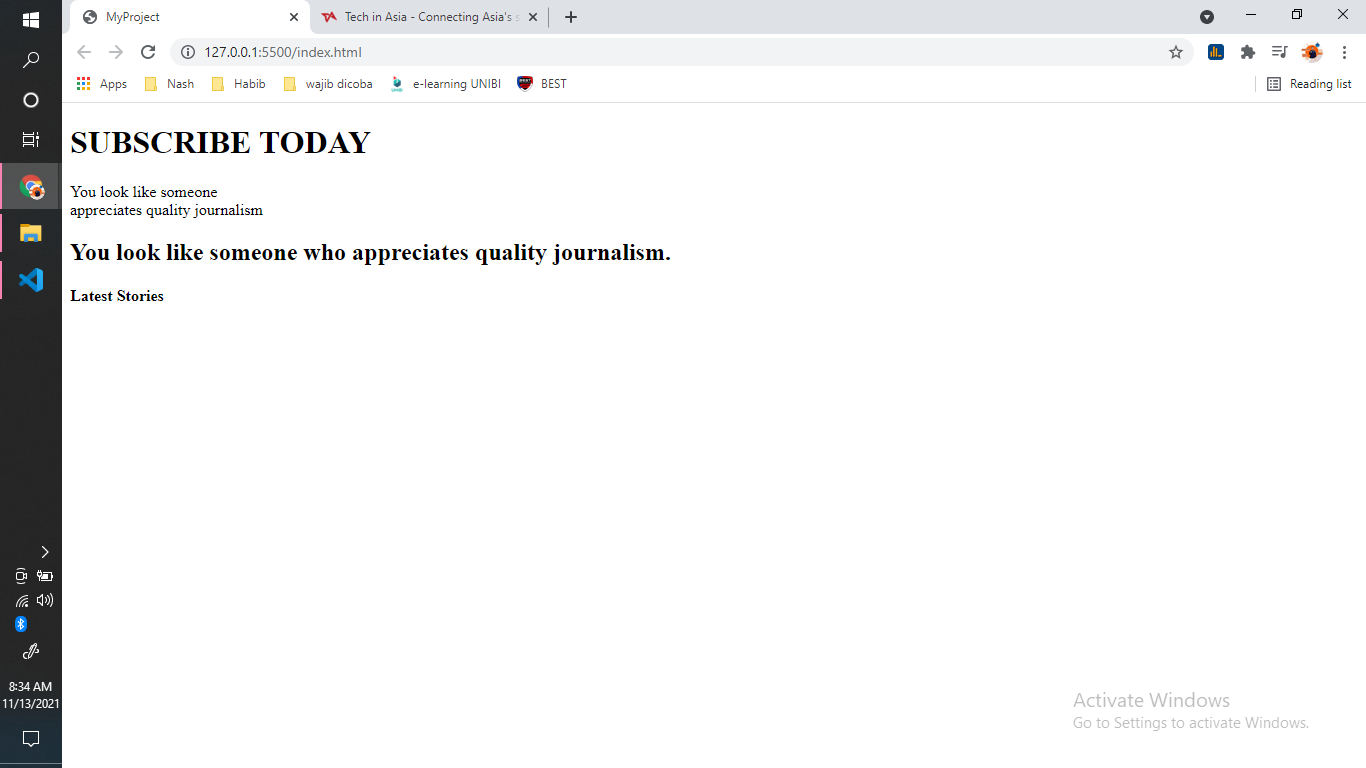 MyProject
Tech in Asia - Connecting Asia's s
127.0.0.1:5500/index.html
Apps
Nash
Habib
wajib dicoba
e-learning UNIBI
BEST
Reading list
SUBSCRIBE TODAY
You look like someone
appreciates quality journalism
You look like someone who appreciates quality journalism.
Latest Stories
8:34 AM
11/13/2021
Activate Windows
Go to Settings to activate Windows.